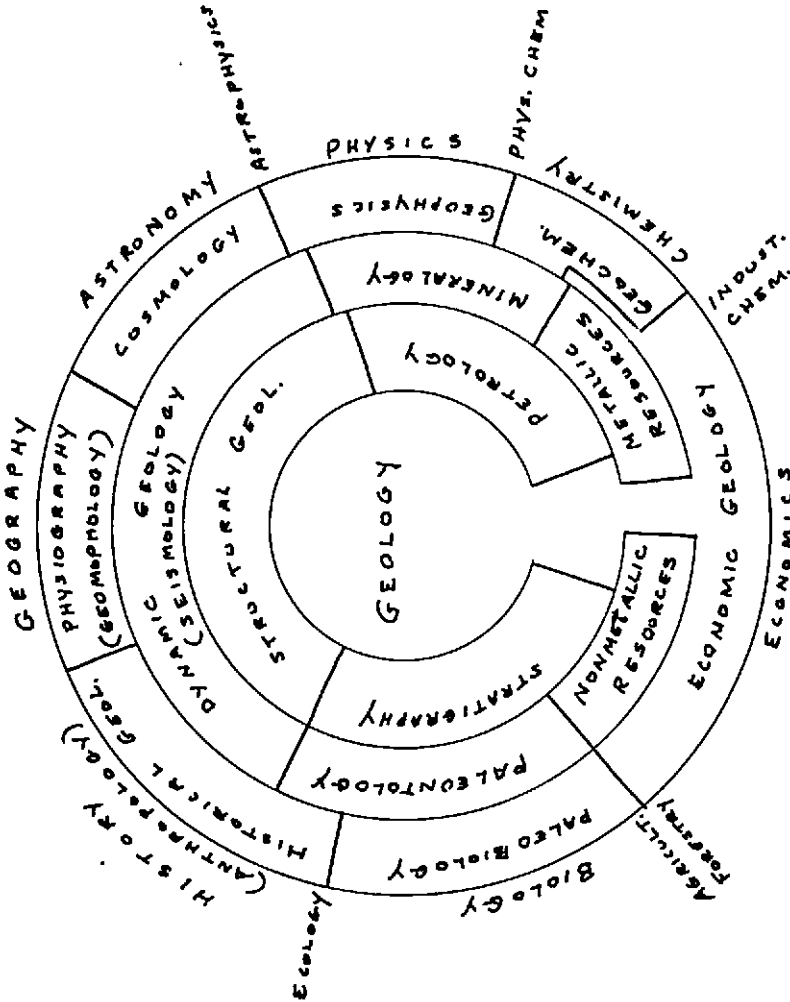 ASTROPHYSICS
PHYS. CHEM
PHYSICS
CHEMISTRY
ASTRONOMY
GEOPHYSICS
GEOCHEM.
INDUST.
CHEM.
COSMOLOGY
MINERALOGY
METALLIC
RESOURCES
PETROLOGY
GEOGRAPHY
PHYSIOGRAPHY
(GEOMOPHOLOGY)
DYNAMIC GEOLOGY
(SEISMOLOGY)
STRUCTURAL GEOL.
GEOLOGY
ECONOMIC GEOLOGY
ECONOMICS
NONMETALLIC
RESOURCES
STRATIGRAPHY
PALEONTOLOGY
PALEOBIOLOGY
BIOLOGY
HISTORICAL GEOL.
(ANTHROPOLOGY)
HISTORY
ECOLOGY
AGRICULT.
FORESTRY